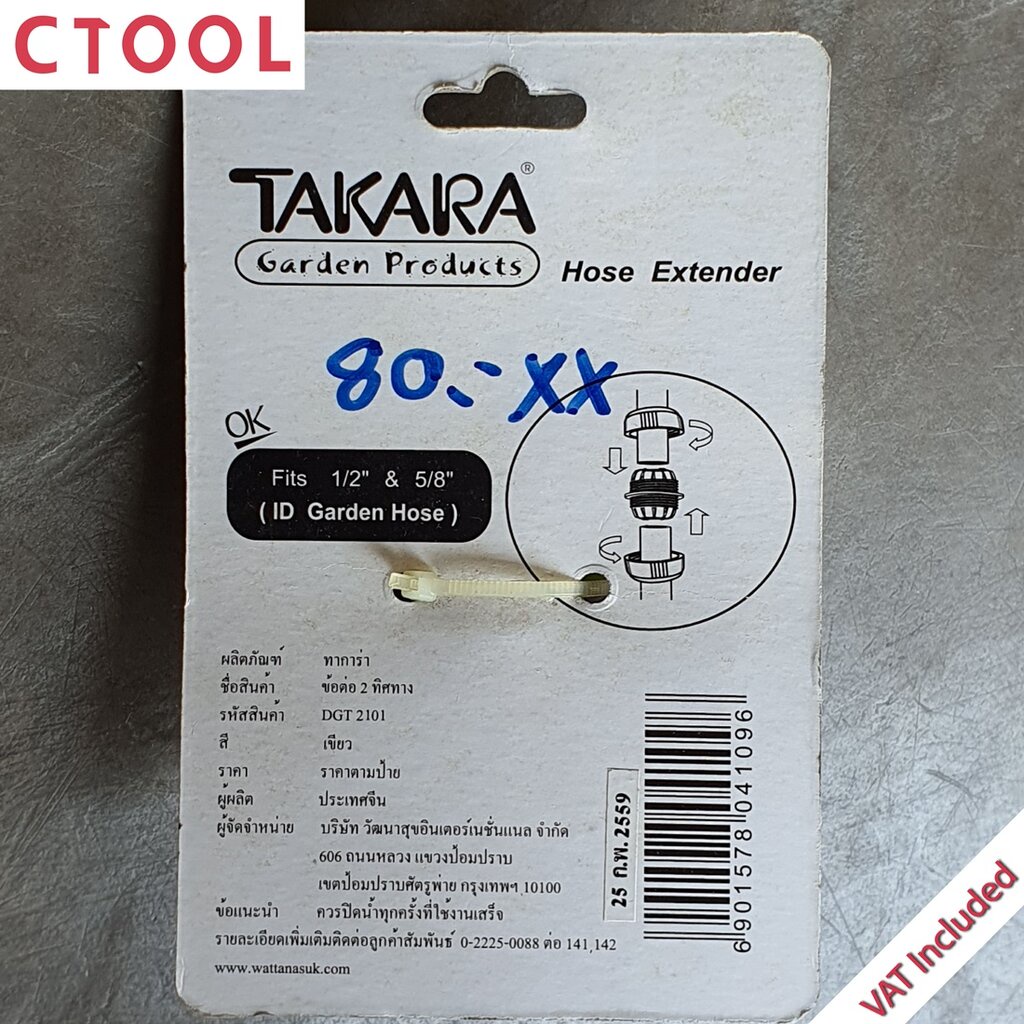 CTOOL
TAKARA®
Garden Products
Hose Extender
80.- XX
OK
Fits 1/2" & 5/8"
( ID Garden Hose )
ผลิตภัณฑ์ ทาการ่า
ชื่อสินค้า ข้อต่อ 2 ทิศทาง
รหัสสินค้า DGT 2101
สี เขียว
ราคา ราคาตามป้าย
ผู้ผลิต ประเทศจีน
ผู้จัดจำหน่าย บริษัท วัฒนาสุขอินเตอร์เนชั่นแนล จำกัด
606 ถนนหลวง แขวงป้อมปราบ
เขตป้อมปราบศัตรูพ่าย กรุงเทพฯ 10100
ข้อแนะนำ ควรปิดน้ำทุกครั้งที่ใช้งานเสร็จ
รายละเอียดเพิ่มเติมติดต่อลูกค้าสัมพันธ์ 0-2225-0088 ต่อ 141,142
www.wattanasuk.com
25 ก.พ. 2559
6901578041096
VAT Included